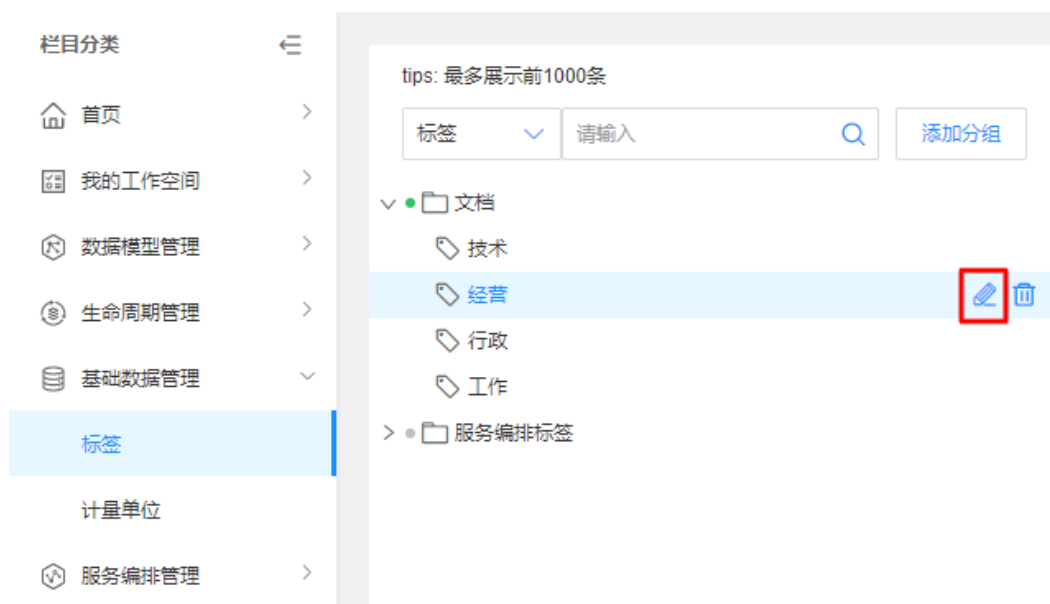 栏目分类
首页
我的工作空间
数据模型管理
生命周期管理
基础数据管理
标签
计量单位
服务编排管理
tips: 最多展示前1000条
标签 请输入 添加分组
文档
技术
经营
行政
工作
服务编排标签